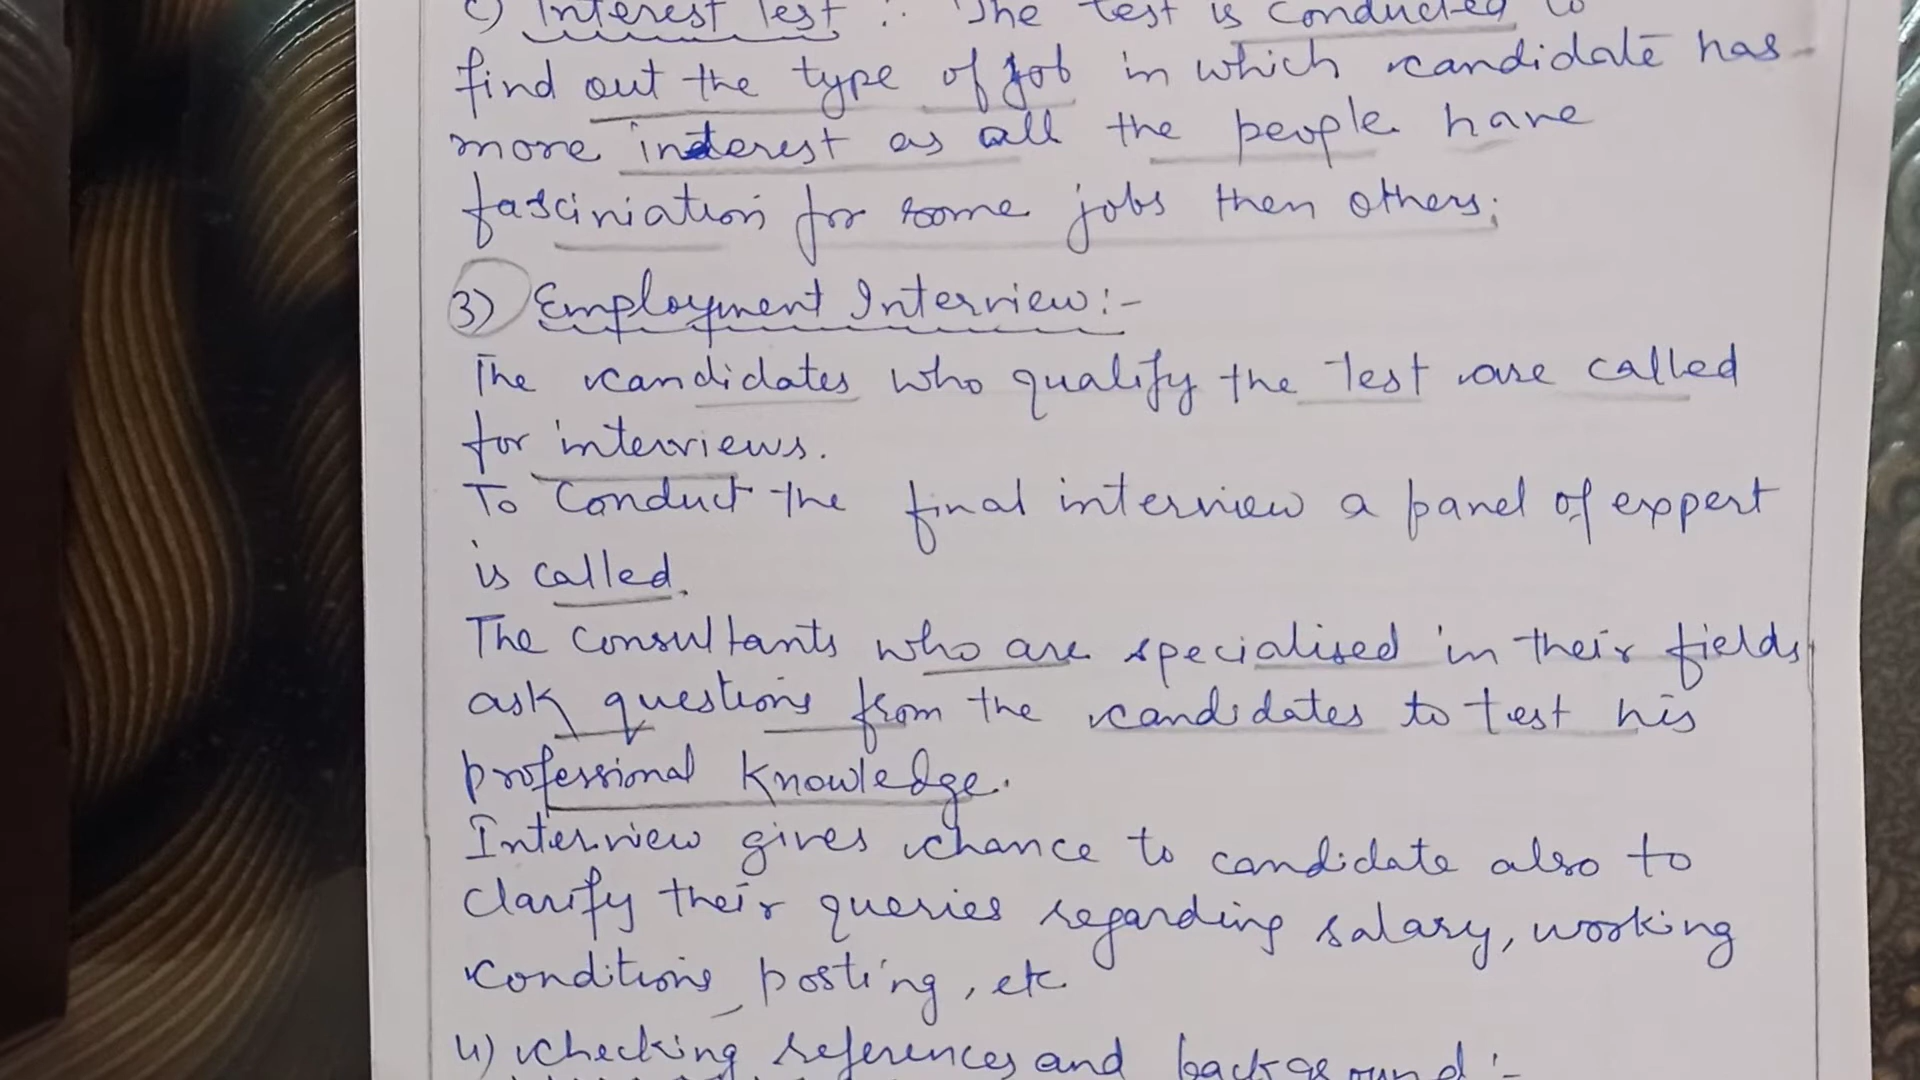 c) Interest Test :- The test is conducted to
find out the type of job in which candidate has
more interest as all the people have
fasciniation for some jobs then others;
3) Employment Interview:-
The candidates who qualify the Test are called
for interviews.
To conduct the final interview a panel of expert
is called.
The consultants who are specialised in their fields
ask questions from the candidates to test his
professional knowledge.
Interview gives chance to candidate also to
clarify their queries regarding salary, working
conditions, posting, etc
4) checking references and background :-